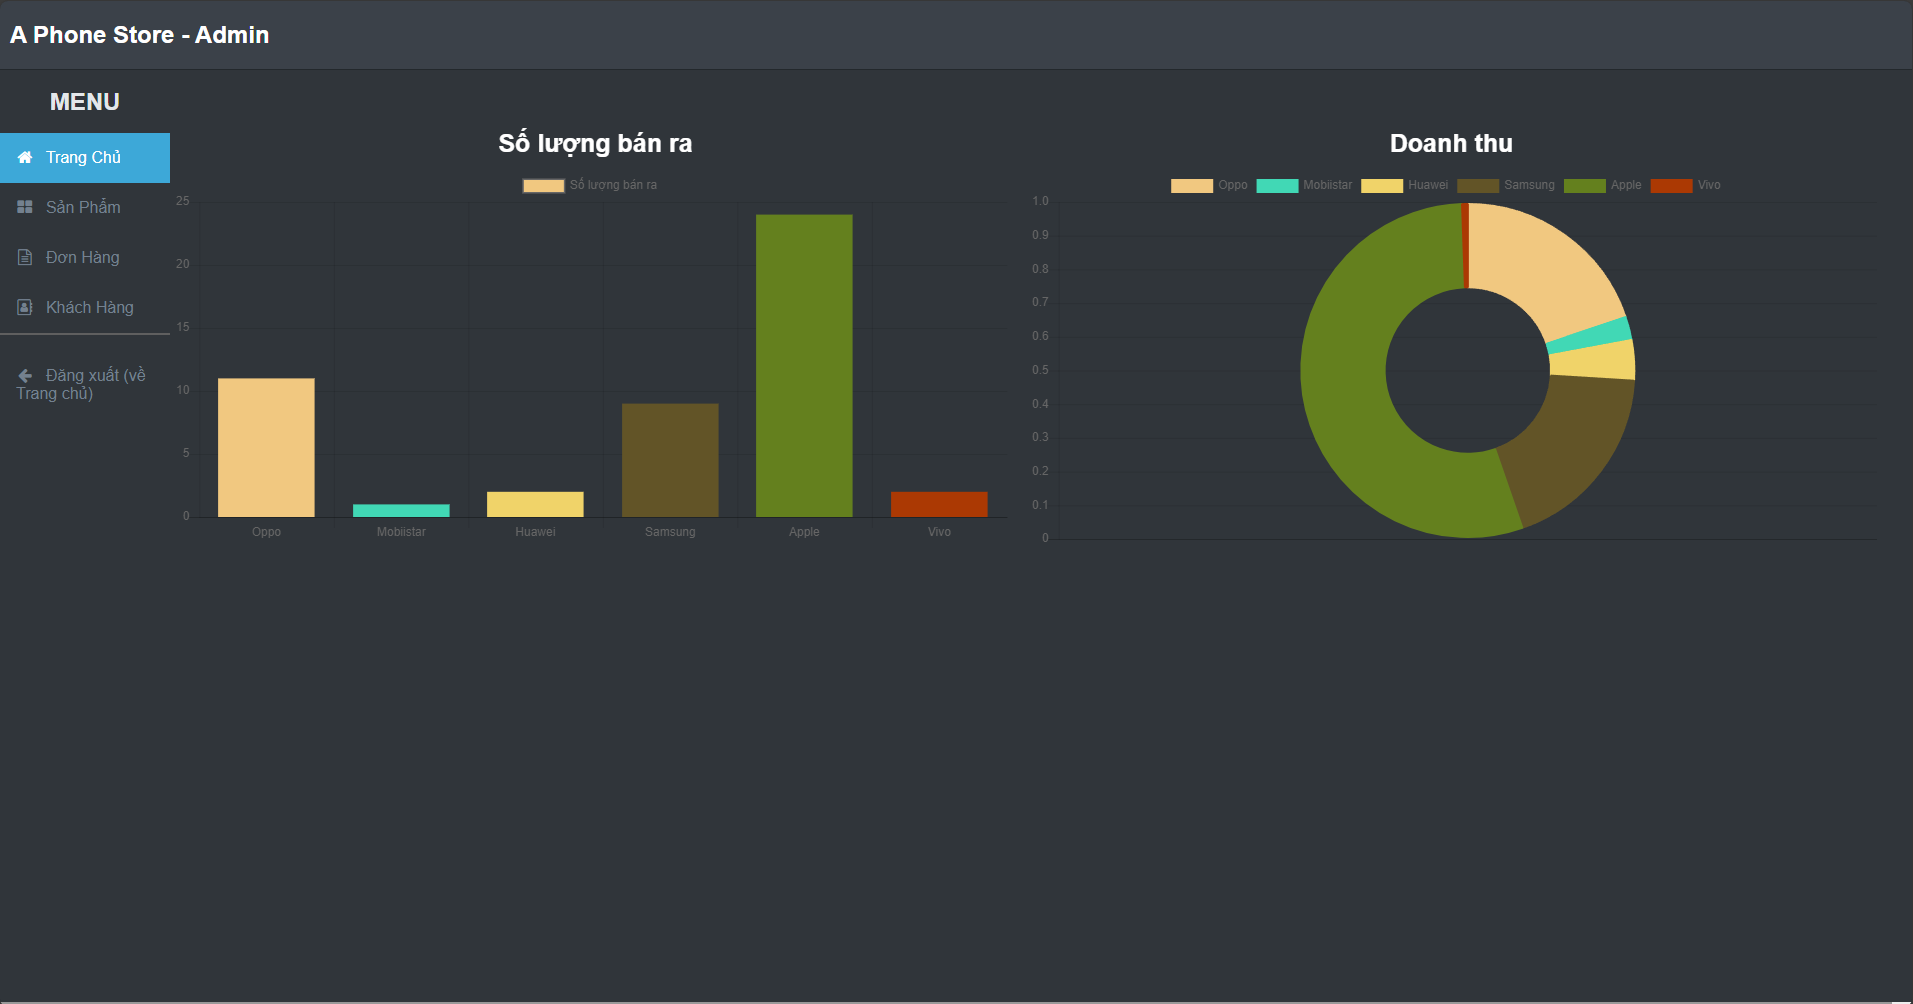 A Phone Store - Admin
MENU
Trang Chủ
Sản Phẩm
Đơn Hàng
Khách Hàng
Đăng xuất (về
Trang chủ)
Số lượng bán ra
Số lượng bán ra
25
20
15
10
5
0
Oppo Mobiistar Huawei Samsung Apple Vivo
Doanh thu
Oppo Mobiistar Huawei Samsung Apple Vivo
1.0
0.9
0.8
0.7
0.6
0.5
0.4
0.3
0.2
0.1
0